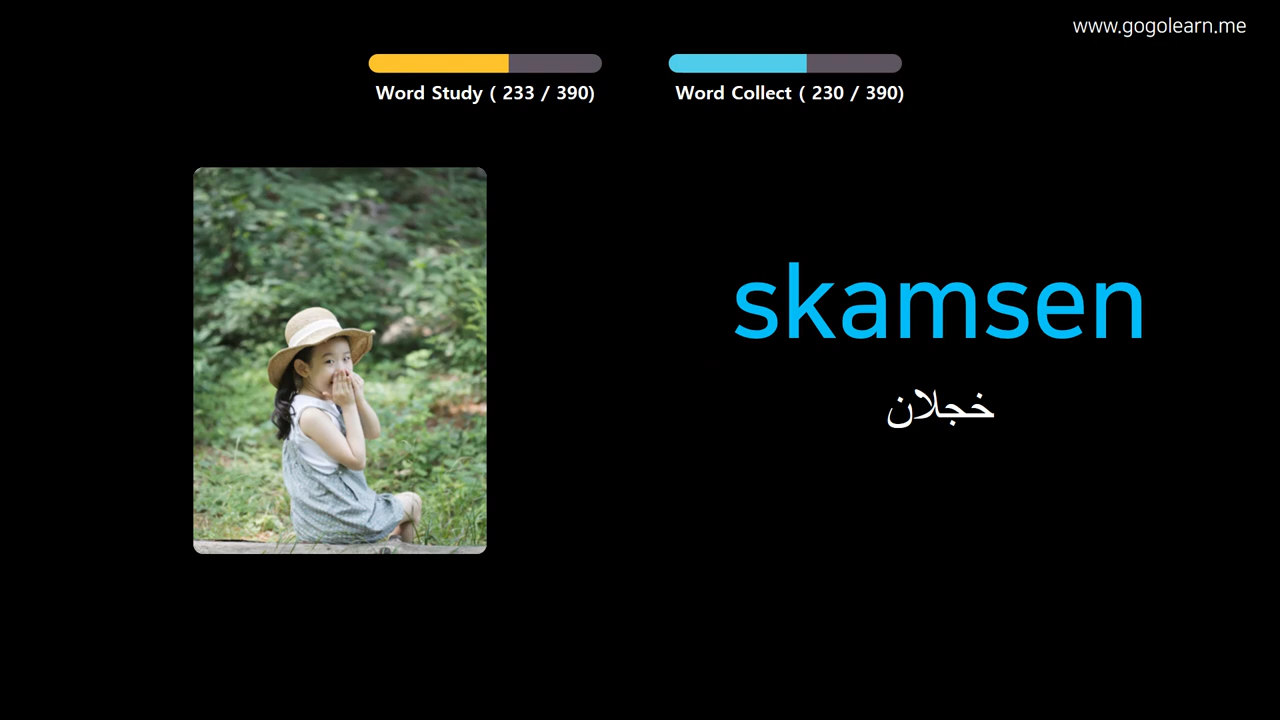 www.gogolearn.me
Word Study ( 233 / 390)
Word Collect ( 230 / 390)
skamsen
خجلان